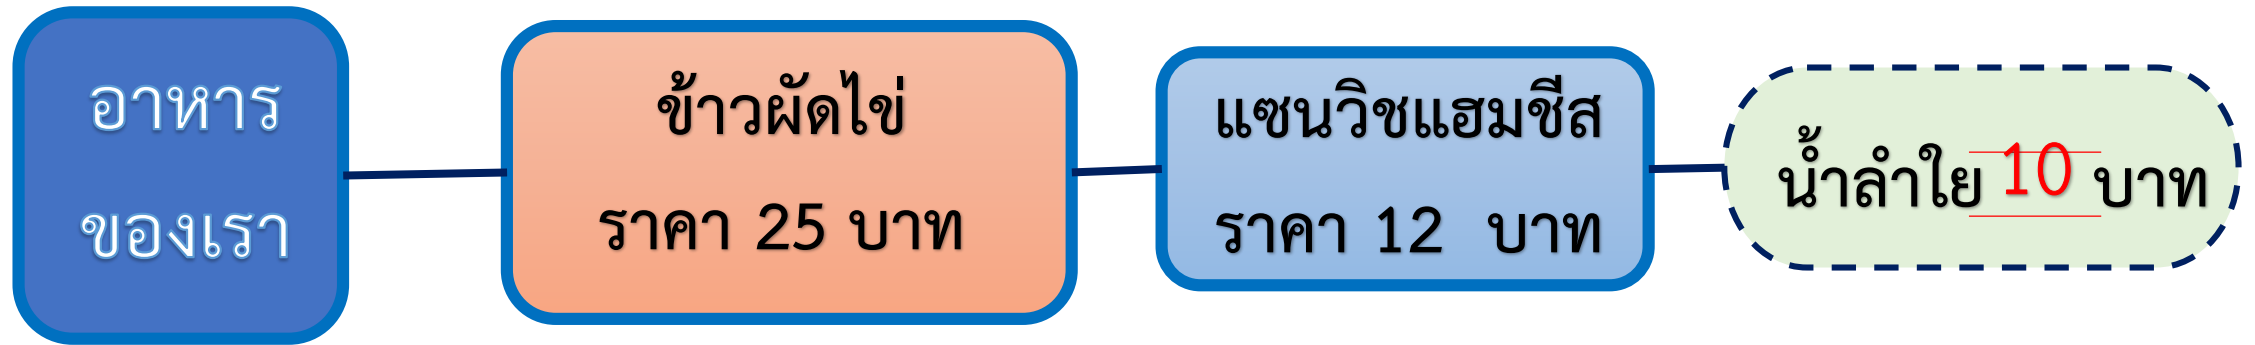 อาหาร
ของเรา
ข้าวผัดไข่
ราคา 25 บาท
แซนวิชแฮมชีส
ราคา 12 บาท
น้ำลำใย 10 บาท